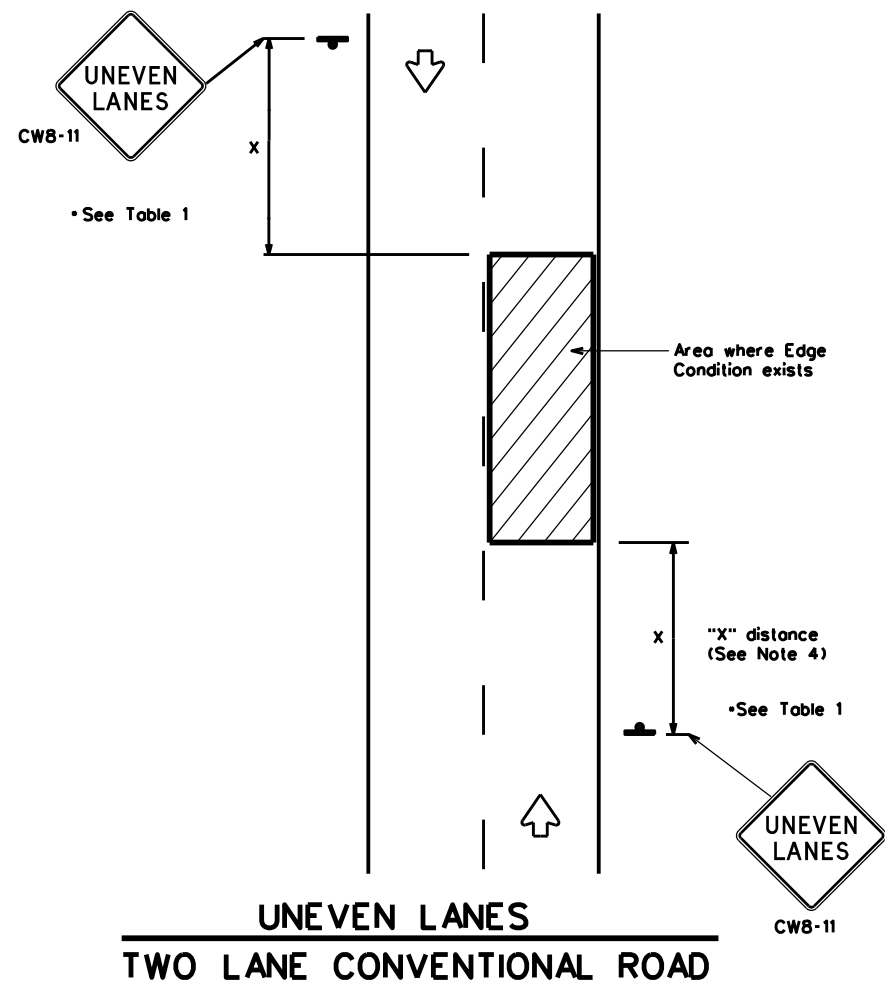 UNEVEN
LANES
CW8-11
X
*See Table 1
Area where Edge
Condition exists
X
"X" distance
(See Note 4)
*See Table 1
UNEVEN
LANES
CW8-11
UNEVEN LANES
TWO LANE CONVENTIONAL ROAD